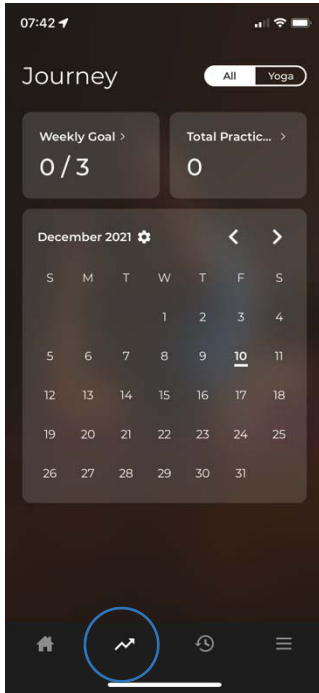 07:42
Journey
All Yoga
Weekly Goal >
0 / 3
Total Practic... >
0
December 2021
S M T W T F S
1 2 3 4
5 6 7 8 9 10 11
12 13 14 15 16 17 18
19 20 21 22 23 24 25
26 27 28 29 30 31